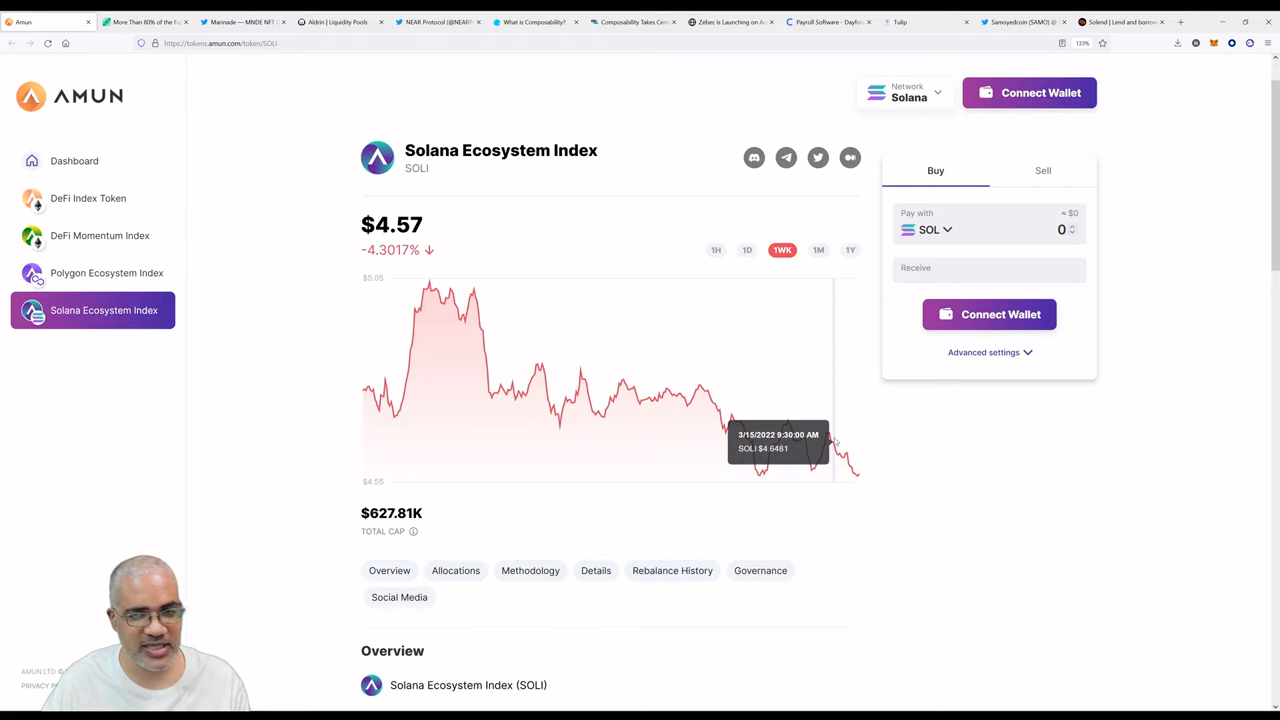 Amun
More Than 80% of the Fu
Marinade — MNDE NFT G
Aldrin | Liquidity Pools
NEAR Protocol (@NEARP
What is Composability?
Composability Takes Cent
Zebec is Launching on Ac
Payroll Software - Dayfor
Tulip
Samoyedcoin (SAMO) @ S
Solend | Lend and borrow
https://tokens.amun.com/token/SOLI
133%
AMUN
Network
Solana
Connect Wallet
Dashboard
DeFi Index Token
DeFi Momentum Index
Polygon Ecosystem Index
Solana Ecosystem Index
Solana Ecosystem Index
SOLI
$4.57
-4.3017% ↓
1H 1D 1WK 1M 1Y
$5.05
3/15/2022 9:30:00 AM
SOLI $4.6481
$4.55
$627.81K
TOTAL CAP
Overview Allocations Methodology Details Rebalance History Governance
Social Media
Overview
Solana Ecosystem Index (SOLI)
Buy Sell
Pay with ≈ $0
SOL 0
Receive
Connect Wallet
Advanced settings
AMUN LTD ©
PRIVACY P